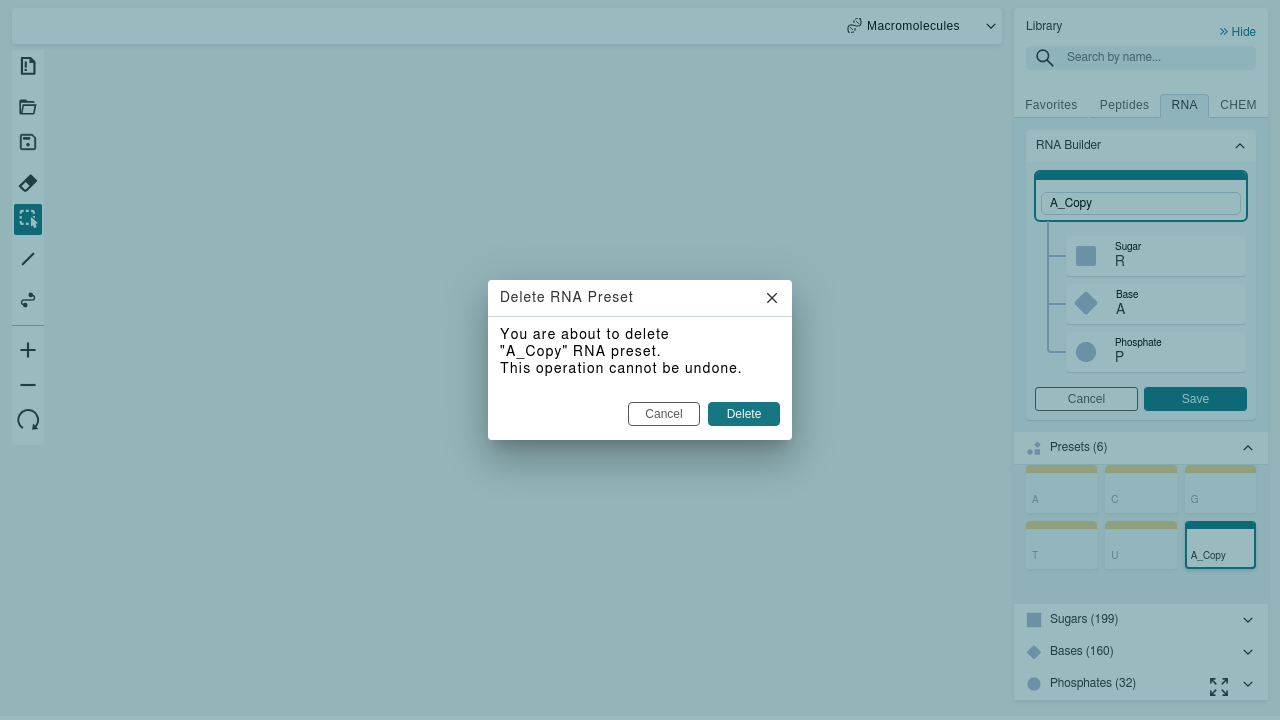 Macromolecules
Library
Hide
Search by name...
Favorites
Peptides
RNA
CHEM
RNA Builder
A_Copy
Sugar
R
Base
A
Phosphate
P
Cancel
Save
Presets (6)
A
C
G
T
U
A_Copy
Sugars (199)
Bases (160)
Phosphates (32)
Delete RNA Preset
You are about to delete
"A_Copy" RNA preset.
This operation cannot be undone.
Cancel
Delete